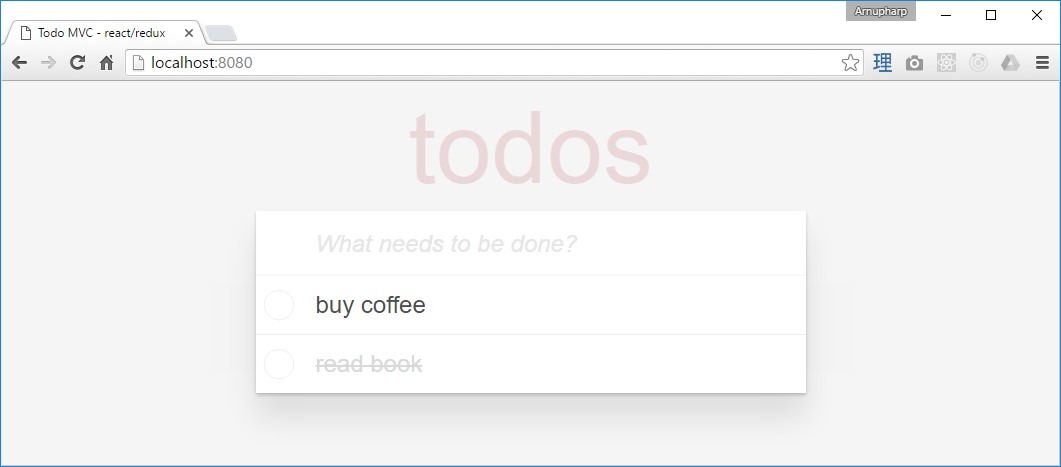 Arnupharp
Todo MVC - react/redux
localhost:8080
理
todos
What needs to be done?
buy coffee
read book